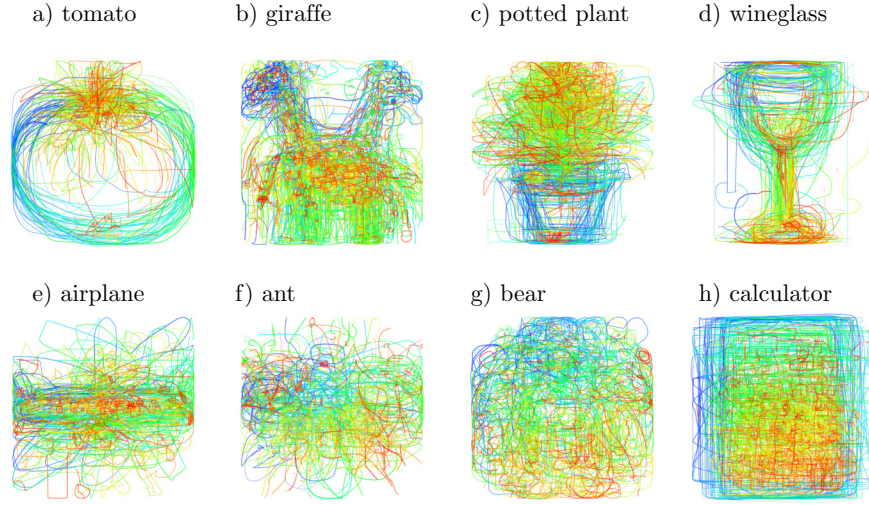 a) tomato
b) giraffe
c) potted plant
d) wineglass
e) airplane
f) ant
g) bear
h) calculator